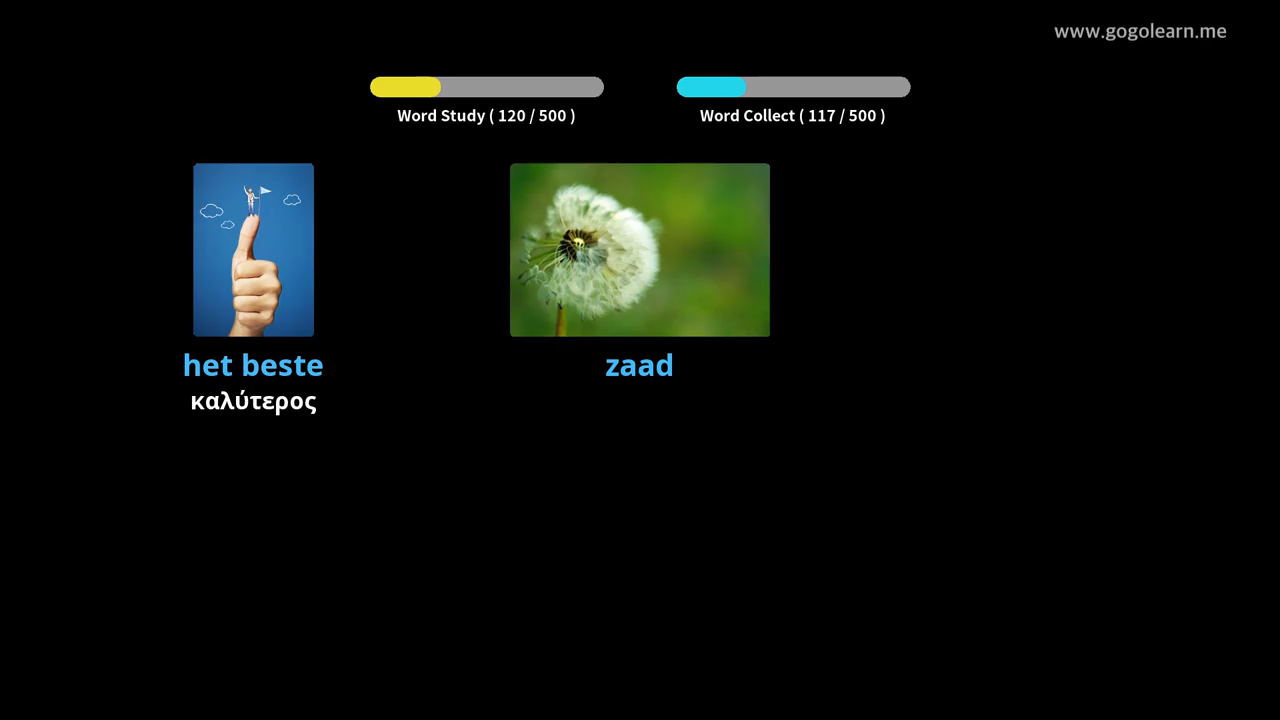 www.gogolearn.me
Word Study ( 120 / 500 )
Word Collect ( 117 / 500 )
het beste
καλύτερος
zaad